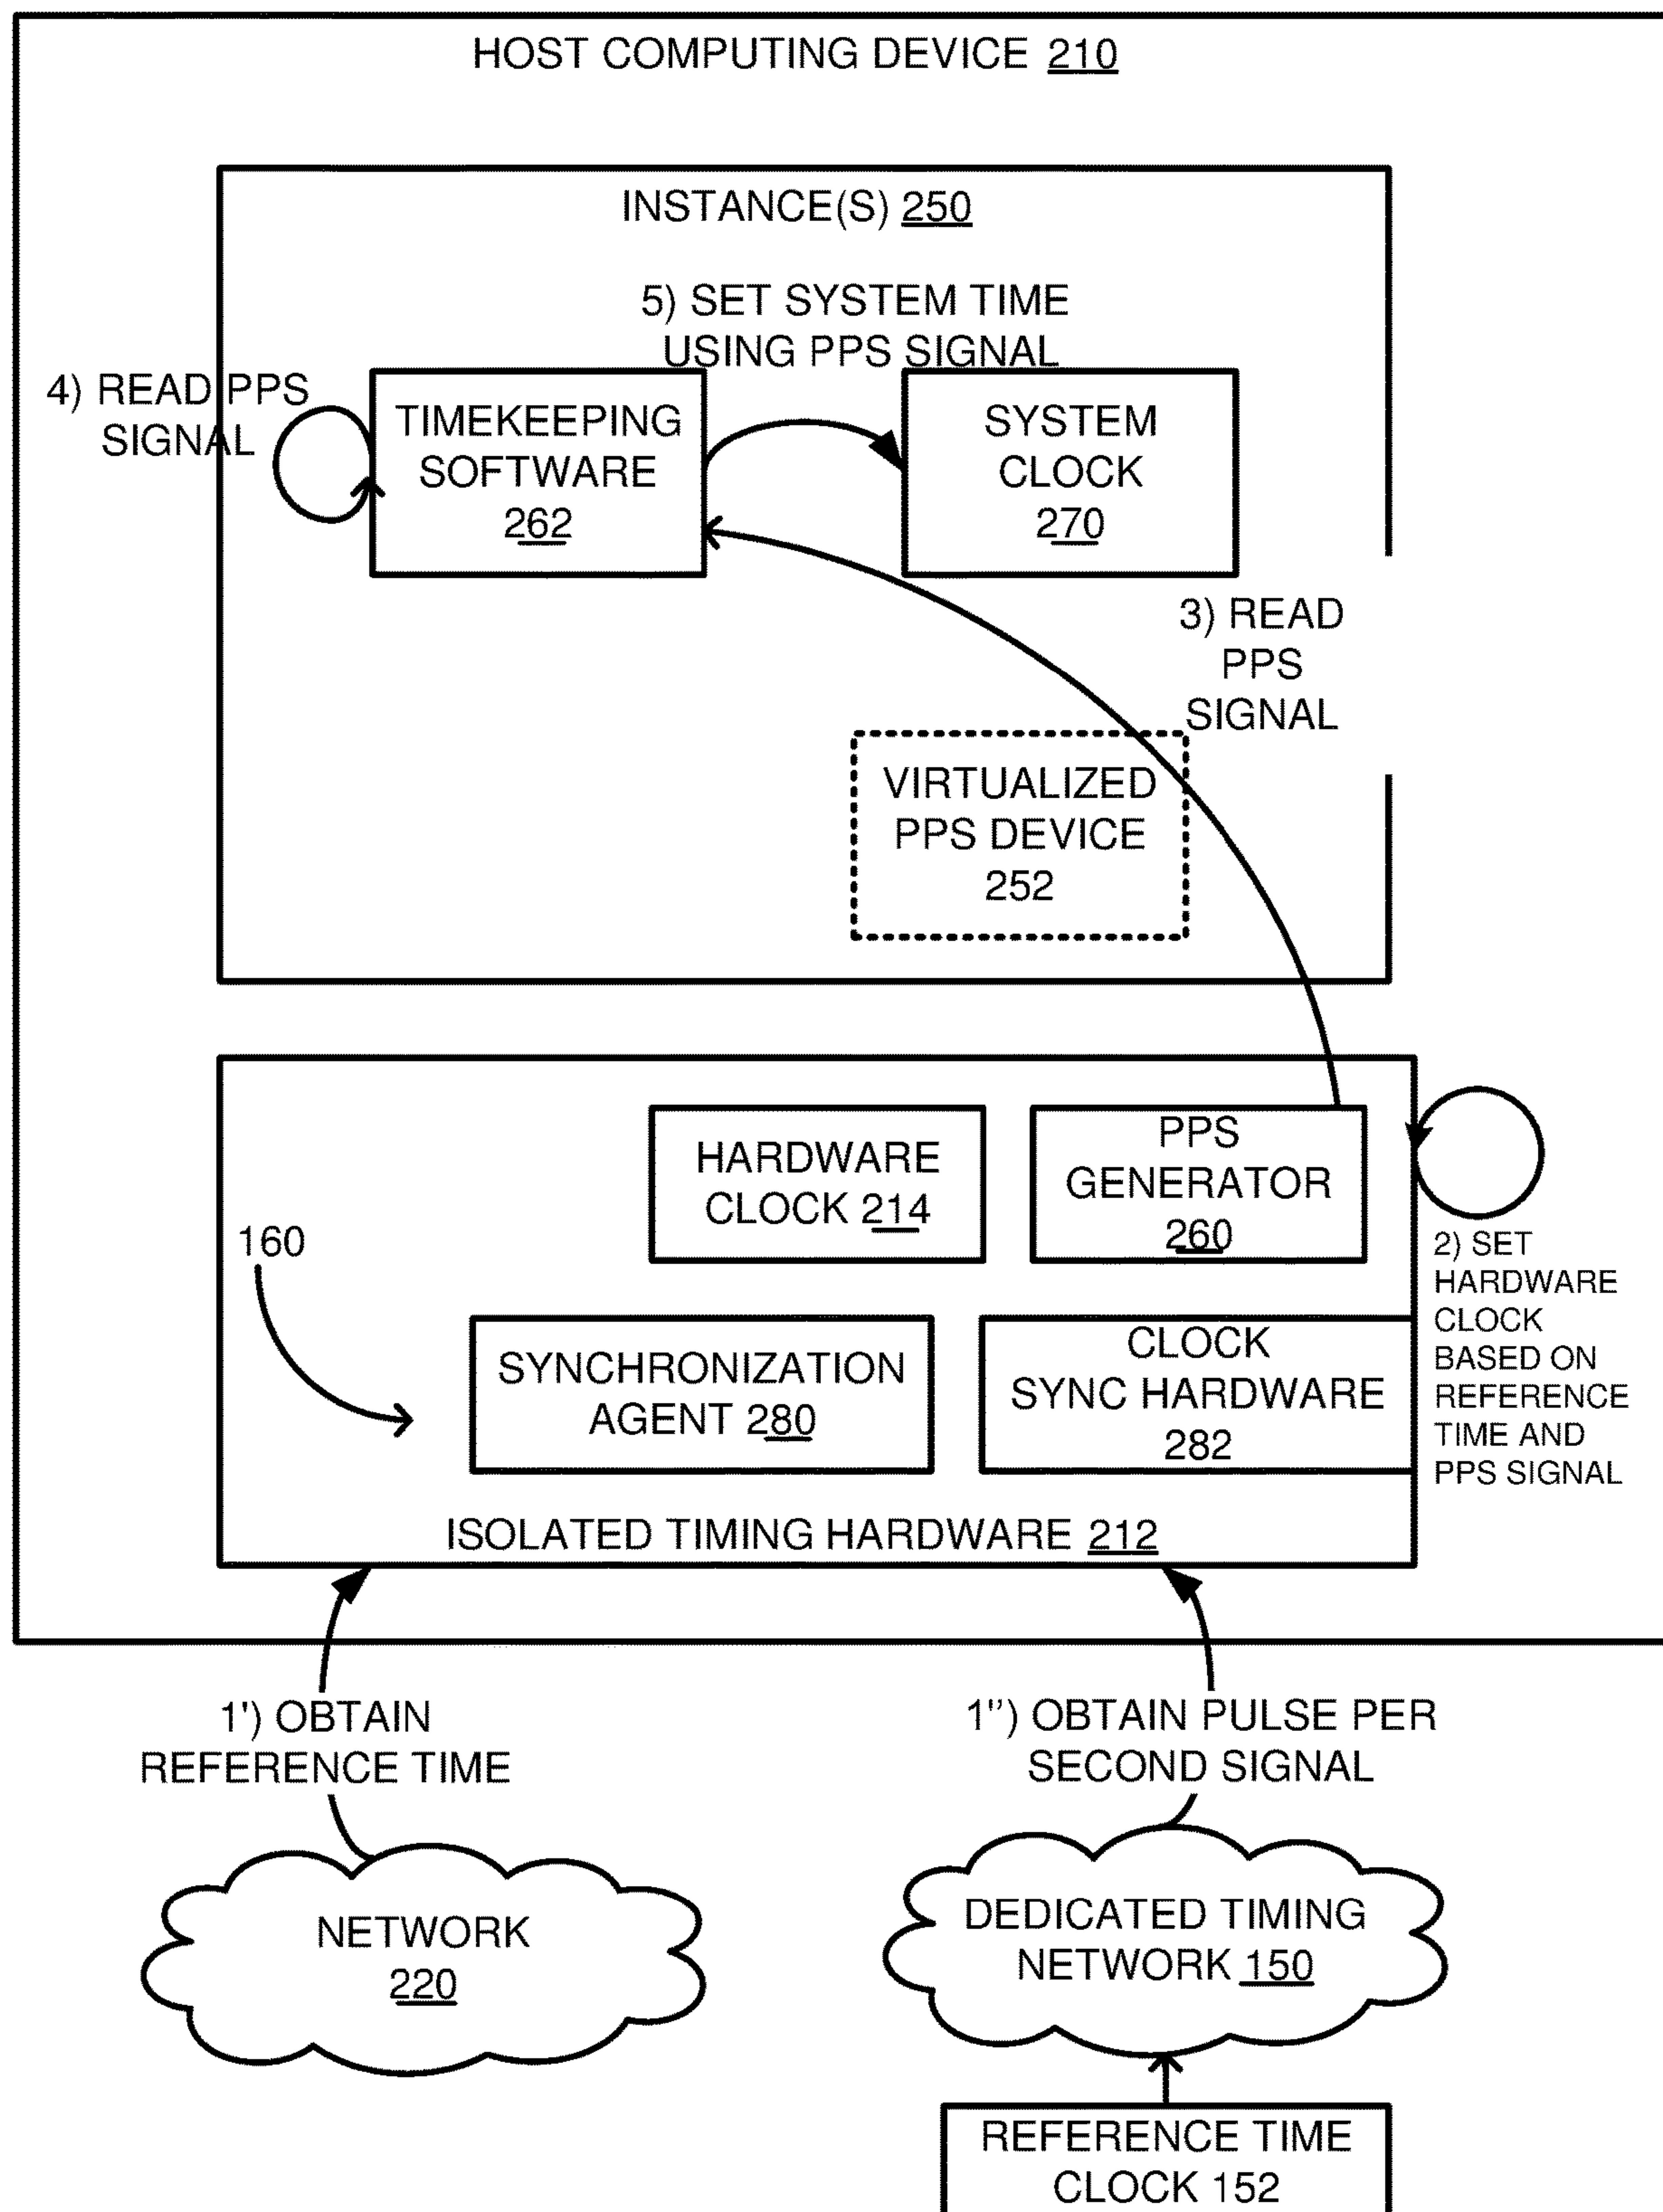 HOST COMPUTING DEVICE 210
INSTANCE(S) 250
5) SET SYSTEM TIME
USING PPS SIGNAL
4) READ PPS
SIGNAL
TIMEKEEPING
SOFTWARE
262
SYSTEM
CLOCK
270
3) READ
PPS
SIGNAL
VIRTUALIZED
PPS DEVICE
252
HARDWARE
CLOCK 214
PPS
GENERATOR
260
160
2) SET
HARDWARE
CLOCK
BASED ON
REFERENCE
TIME AND
PPS SIGNAL
SYNCHRONIZATION
AGENT 280
CLOCK
SYNC HARDWARE
282
ISOLATED TIMING HARDWARE 212
1') OBTAIN
REFERENCE TIME
1'') OBTAIN PULSE PER
SECOND SIGNAL
NETWORK
220
DEDICATED TIMING
NETWORK 150
REFERENCE TIME
CLOCK 152